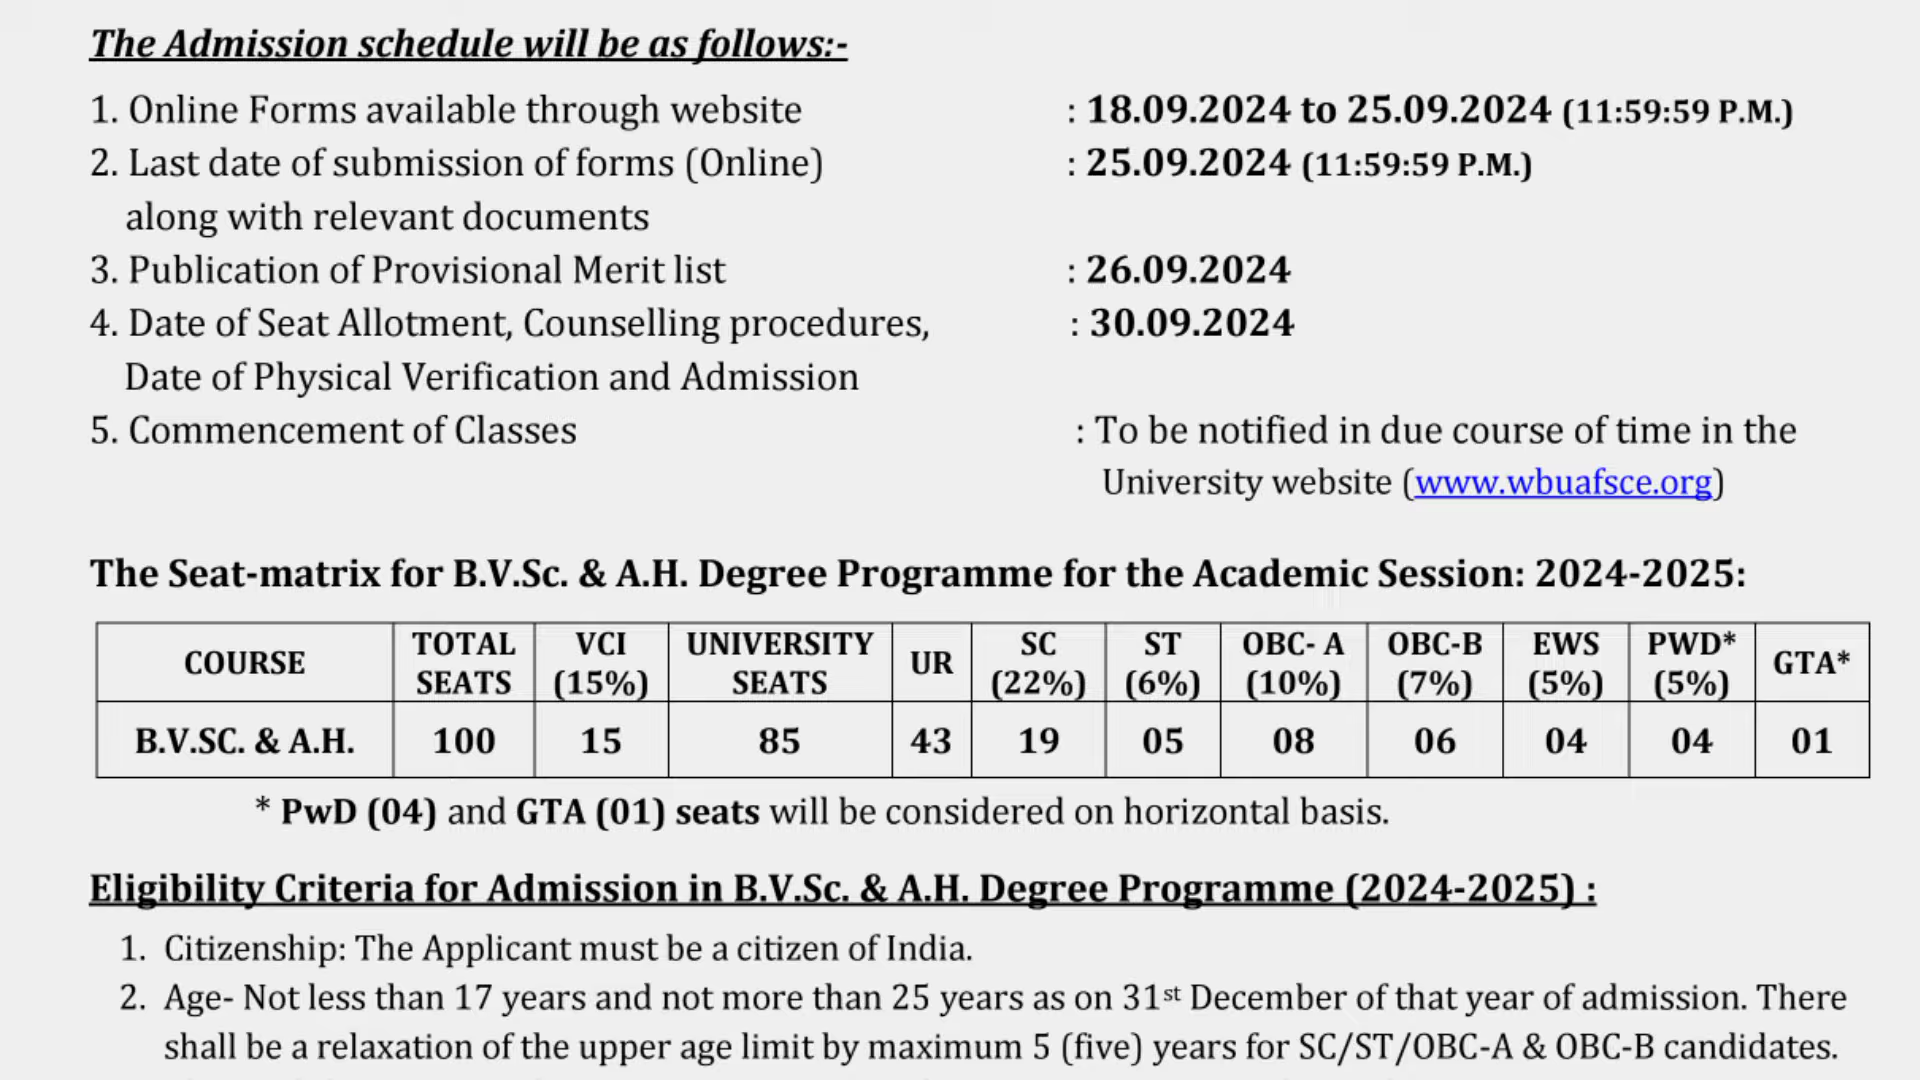 The Admission schedule will be as follows:-
1. Online Forms available through website : 18.09.2024 to 25.09.2024 (11:59:59 P.M.)
2. Last date of submission of forms (Online) : 25.09.2024 (11:59:59 P.M.)
along with relevant documents
3. Publication of Provisional Merit list : 26.09.2024
4. Date of Seat Allotment, Counselling procedures, : 30.09.2024
Date of Physical Verification and Admission
5. Commencement of Classes : To be notified in due course of time in the
University website (www.wbuafsce.org)
The Seat-matrix for B.V.Sc. & A.H. Degree Programme for the Academic Session: 2024-2025:
COURSE TOTAL SEATS VCI (15%) UNIVERSITY SEATS UR SC (22%) ST (6%) OBC- A (10%) OBC-B (7%) EWS (5%) PWD* (5%) GTA*
B.V.SC. & A.H. 100 15 85 43 19 05 08 06 04 04 01
* PwD (04) and GTA (01) seats will be considered on horizontal basis.
Eligibility Criteria for Admission in B.V.Sc. & A.H. Degree Programme (2024-2025) :
1. Citizenship: The Applicant must be a citizen of India.
2. Age- Not less than 17 years and not more than 25 years as on 31st December of that year of admission. There
shall be a relaxation of the upper age limit by maximum 5 (five) years for SC/ST/OBC-A & OBC-B candidates.